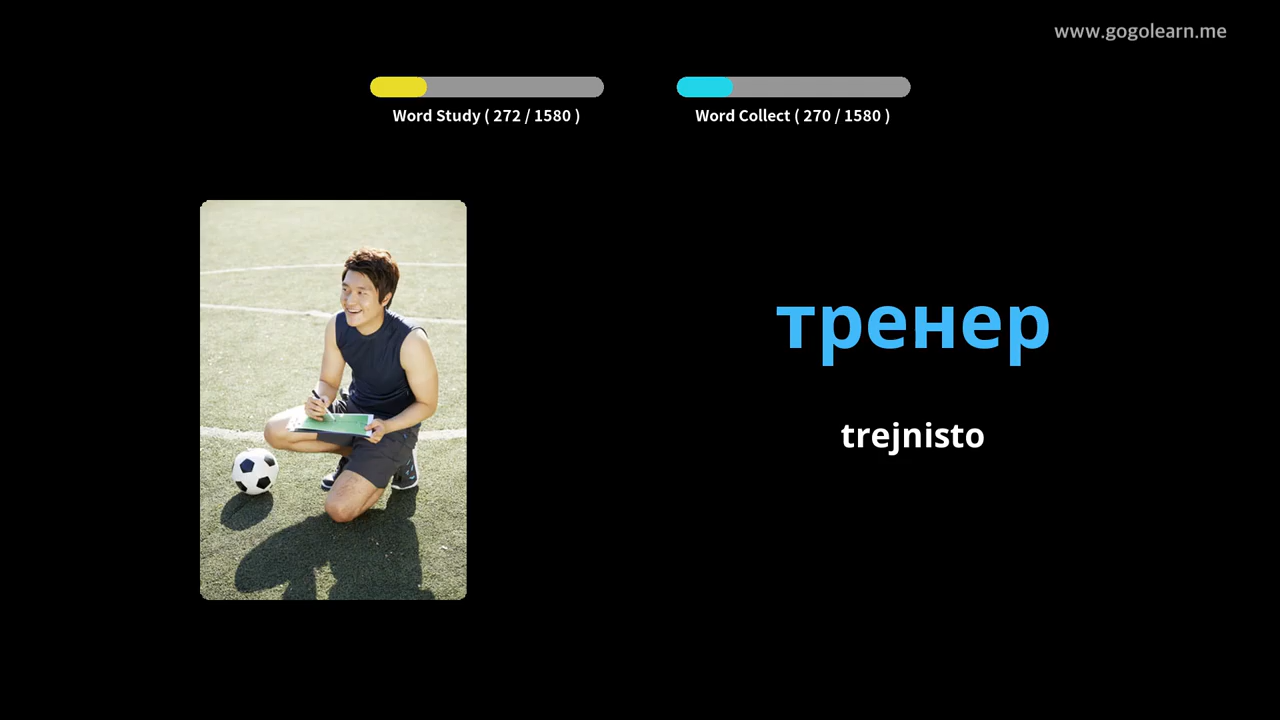 www.gogolearn.me
Word Study ( 272 / 1580 )
Word Collect ( 270 / 1580 )
тренер
trejnisto